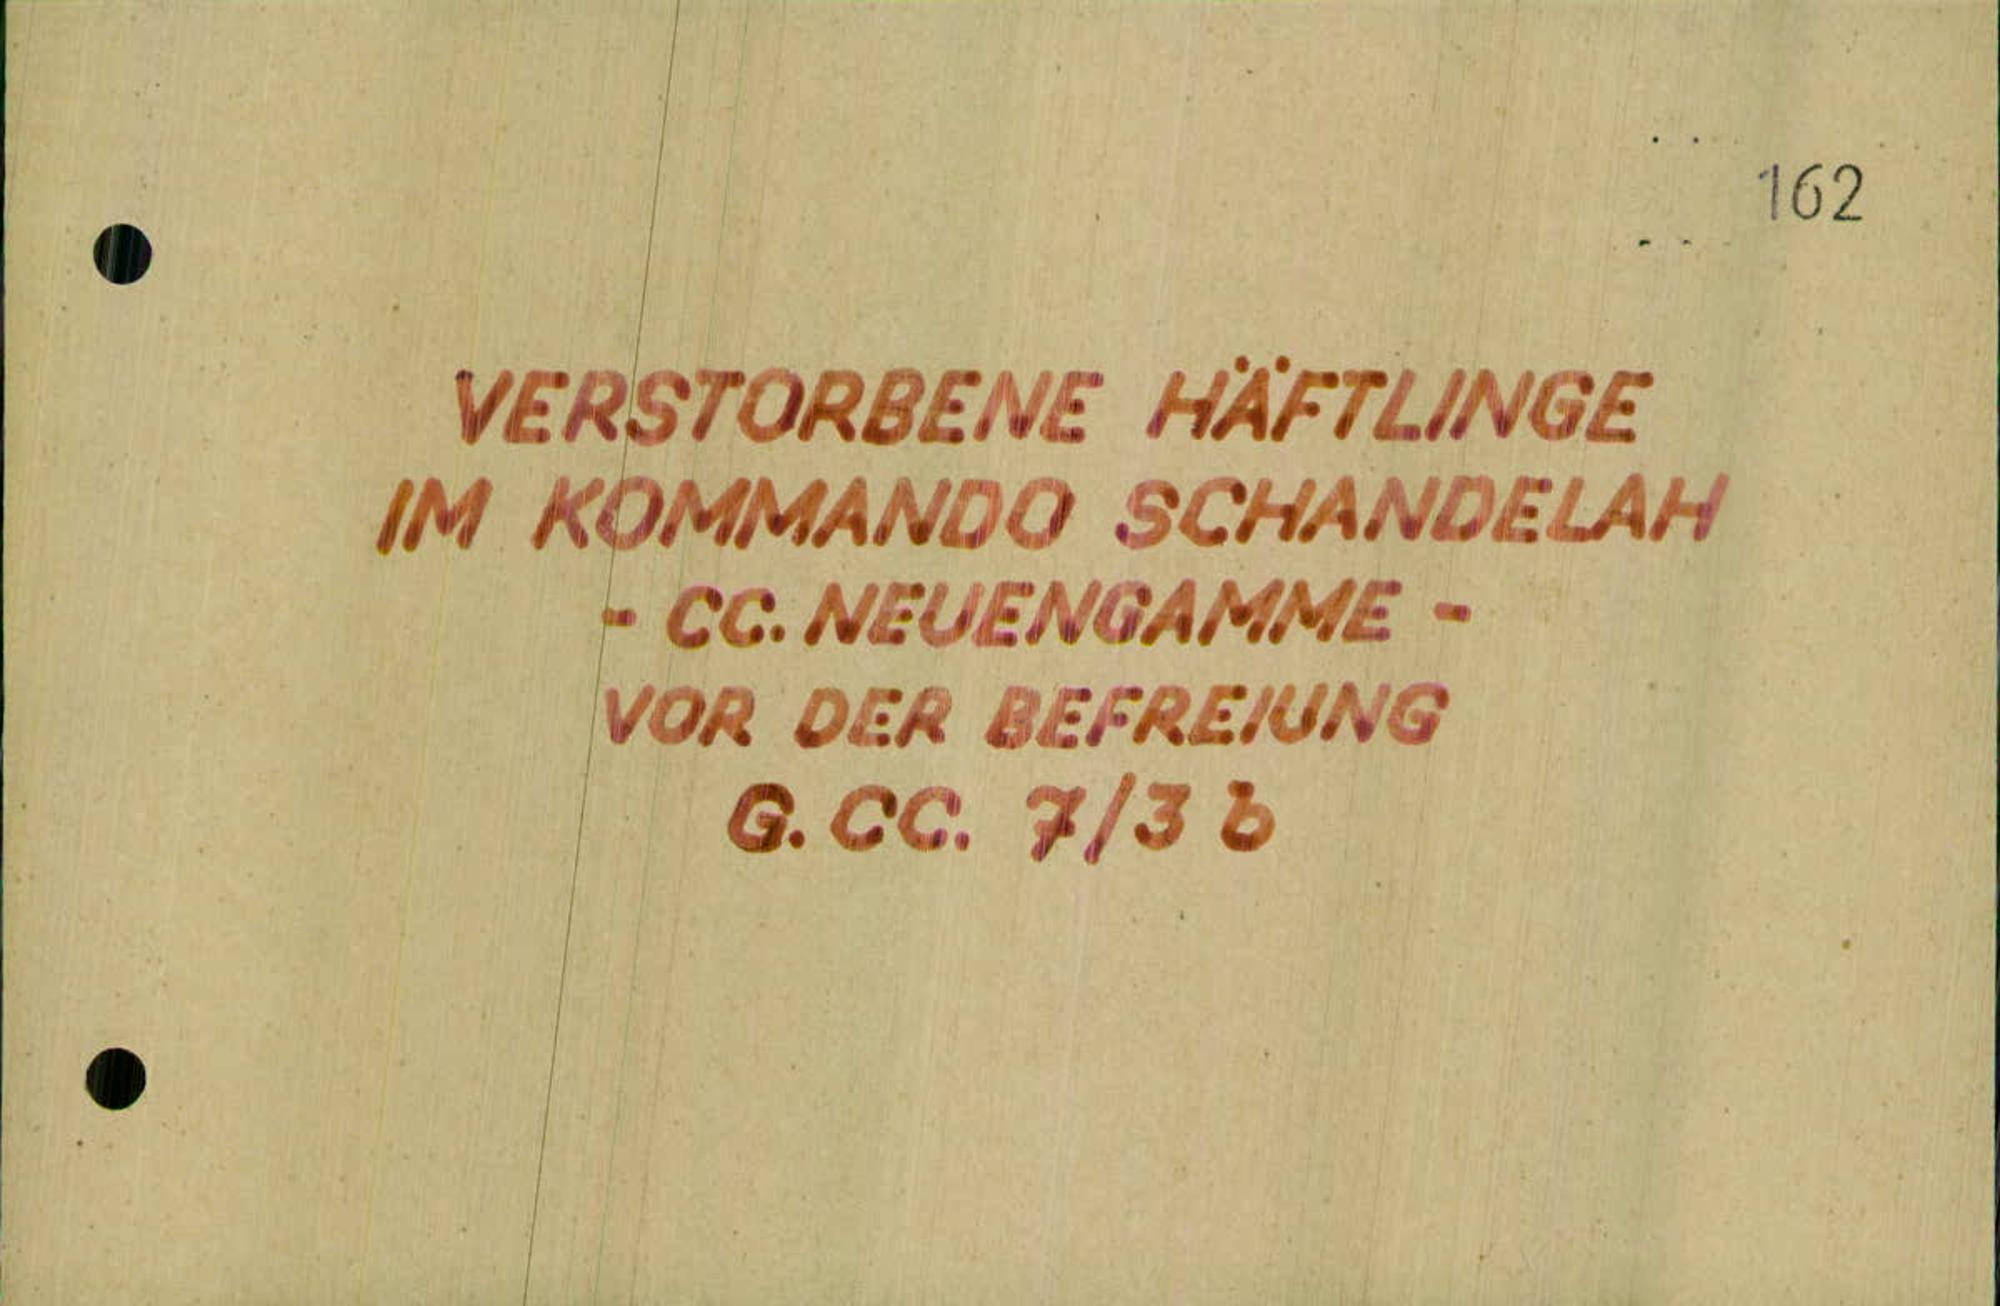 162
VERSTORBENE HÄFTLINGE
IM KOMMANDO SCHANDELAH
- CC. NEUENGAMME -
VOR DER BEFREIUNG
G. CC. 7/3 b